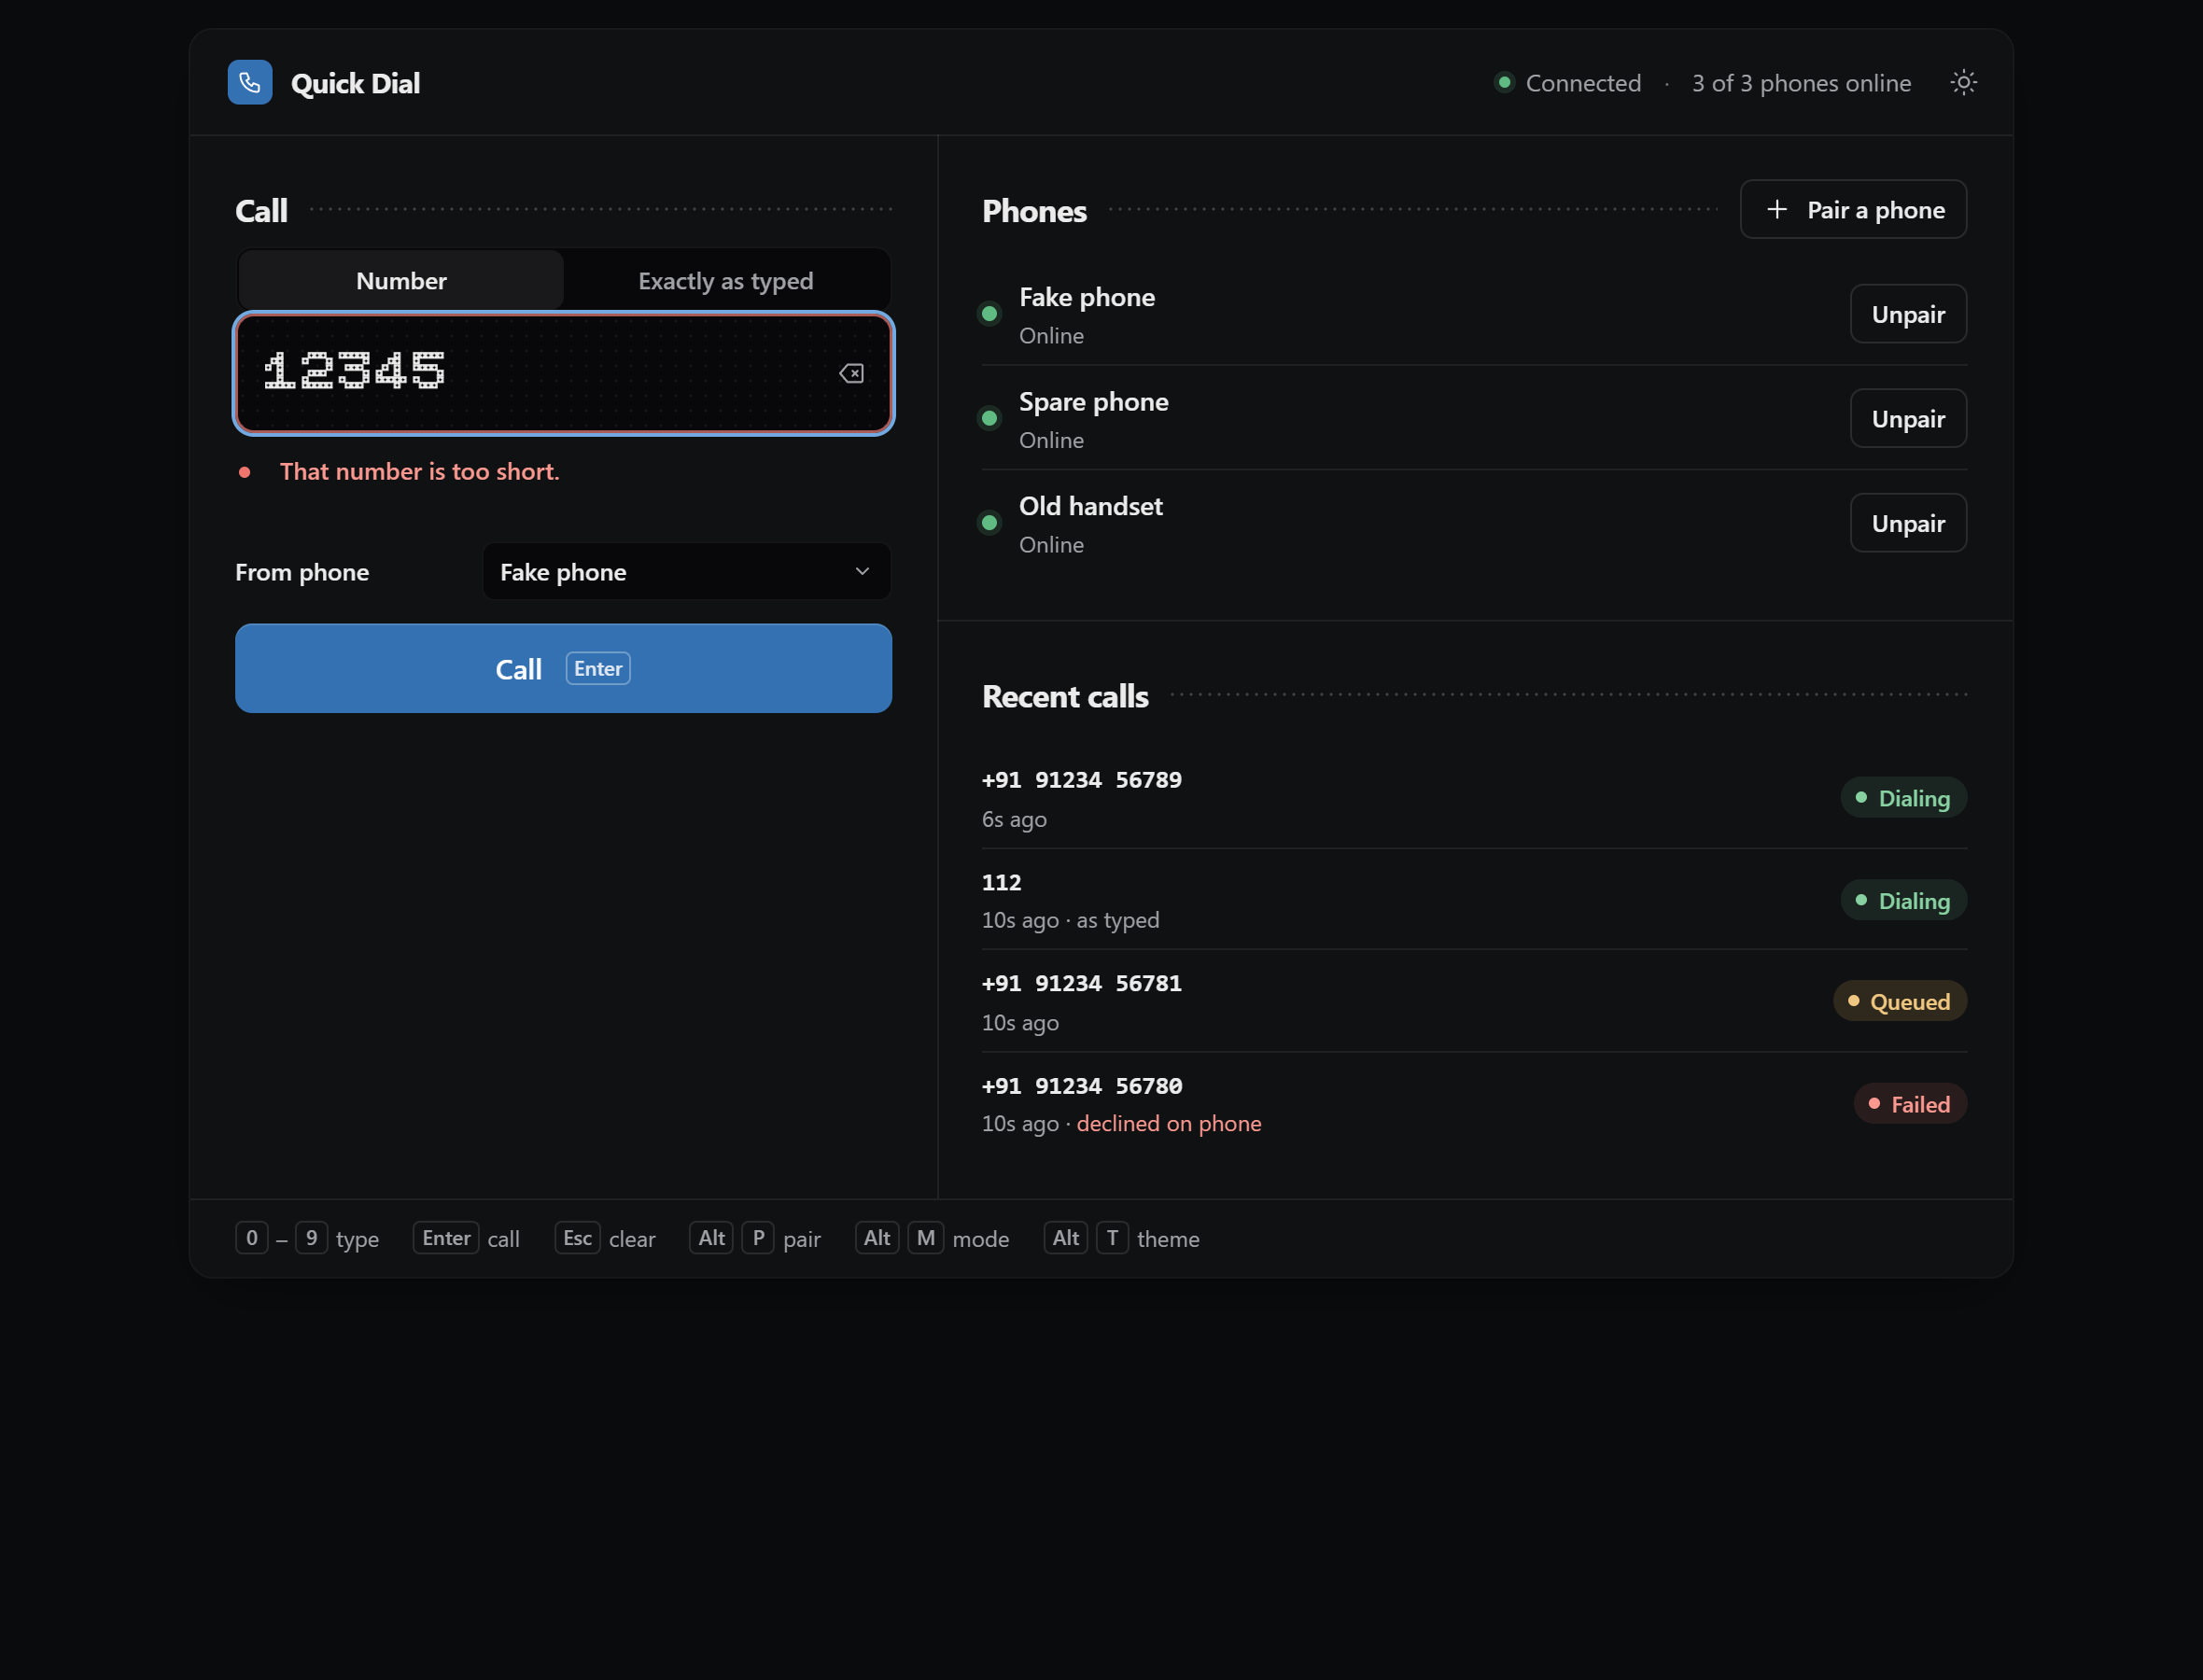 Quick Dial
Connected · 3 of 3 phones online
Call
Number Exactly as typed
12345
That number is too short.
From phone Fake phone
Call Enter
Phones
Pair a phone
Fake phone
Online
Unpair
Spare phone
Online
Unpair
Old handset
Online
Unpair
Recent calls
+91 91234 56789
6s ago
Dialing
112
10s ago · as typed
Dialing
+91 91234 56781
10s ago
Queued
+91 91234 56780
10s ago · declined on phone
Failed
0 – 9 type Enter call Esc clear Alt P pair Alt M mode Alt T theme